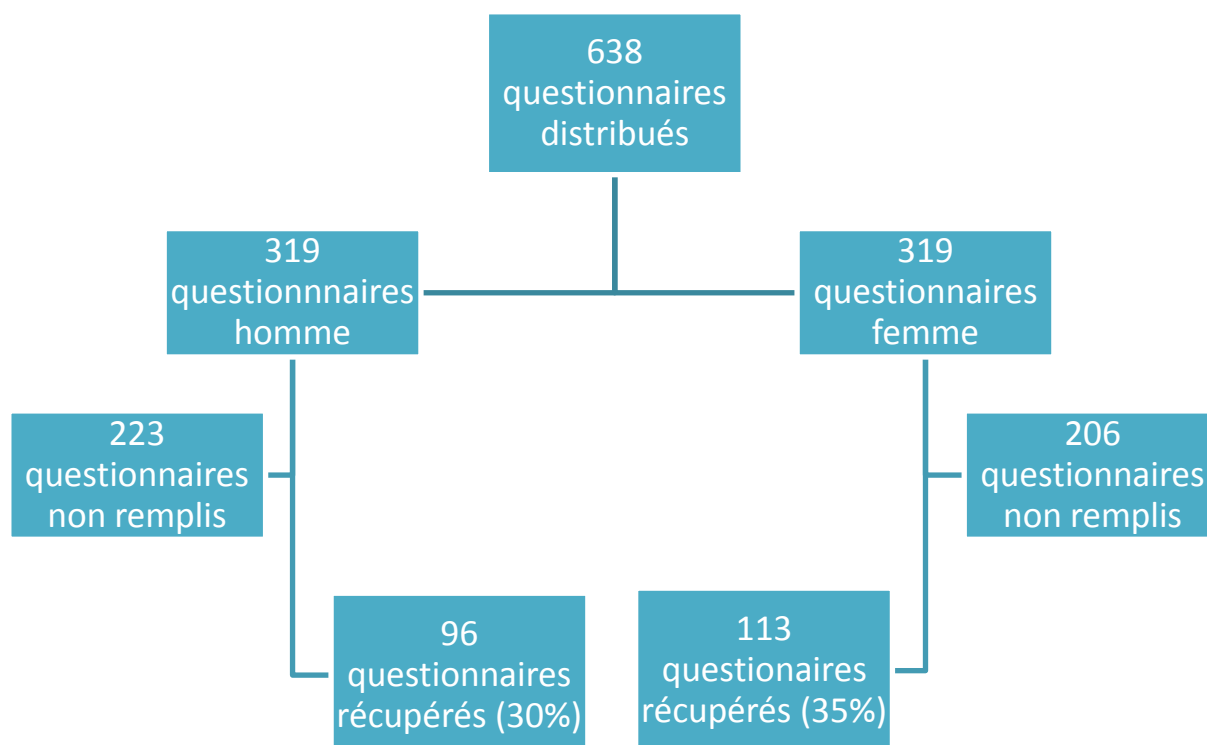 638
questionnaires
distribués
319
questionnnaires
homme
319
questionnaires
femme
223
questionnaires
non remplis
206
questionnaires
non remplis
96
questionnaires
récupérés (30%)
113
questionaires
récupérés (35%)